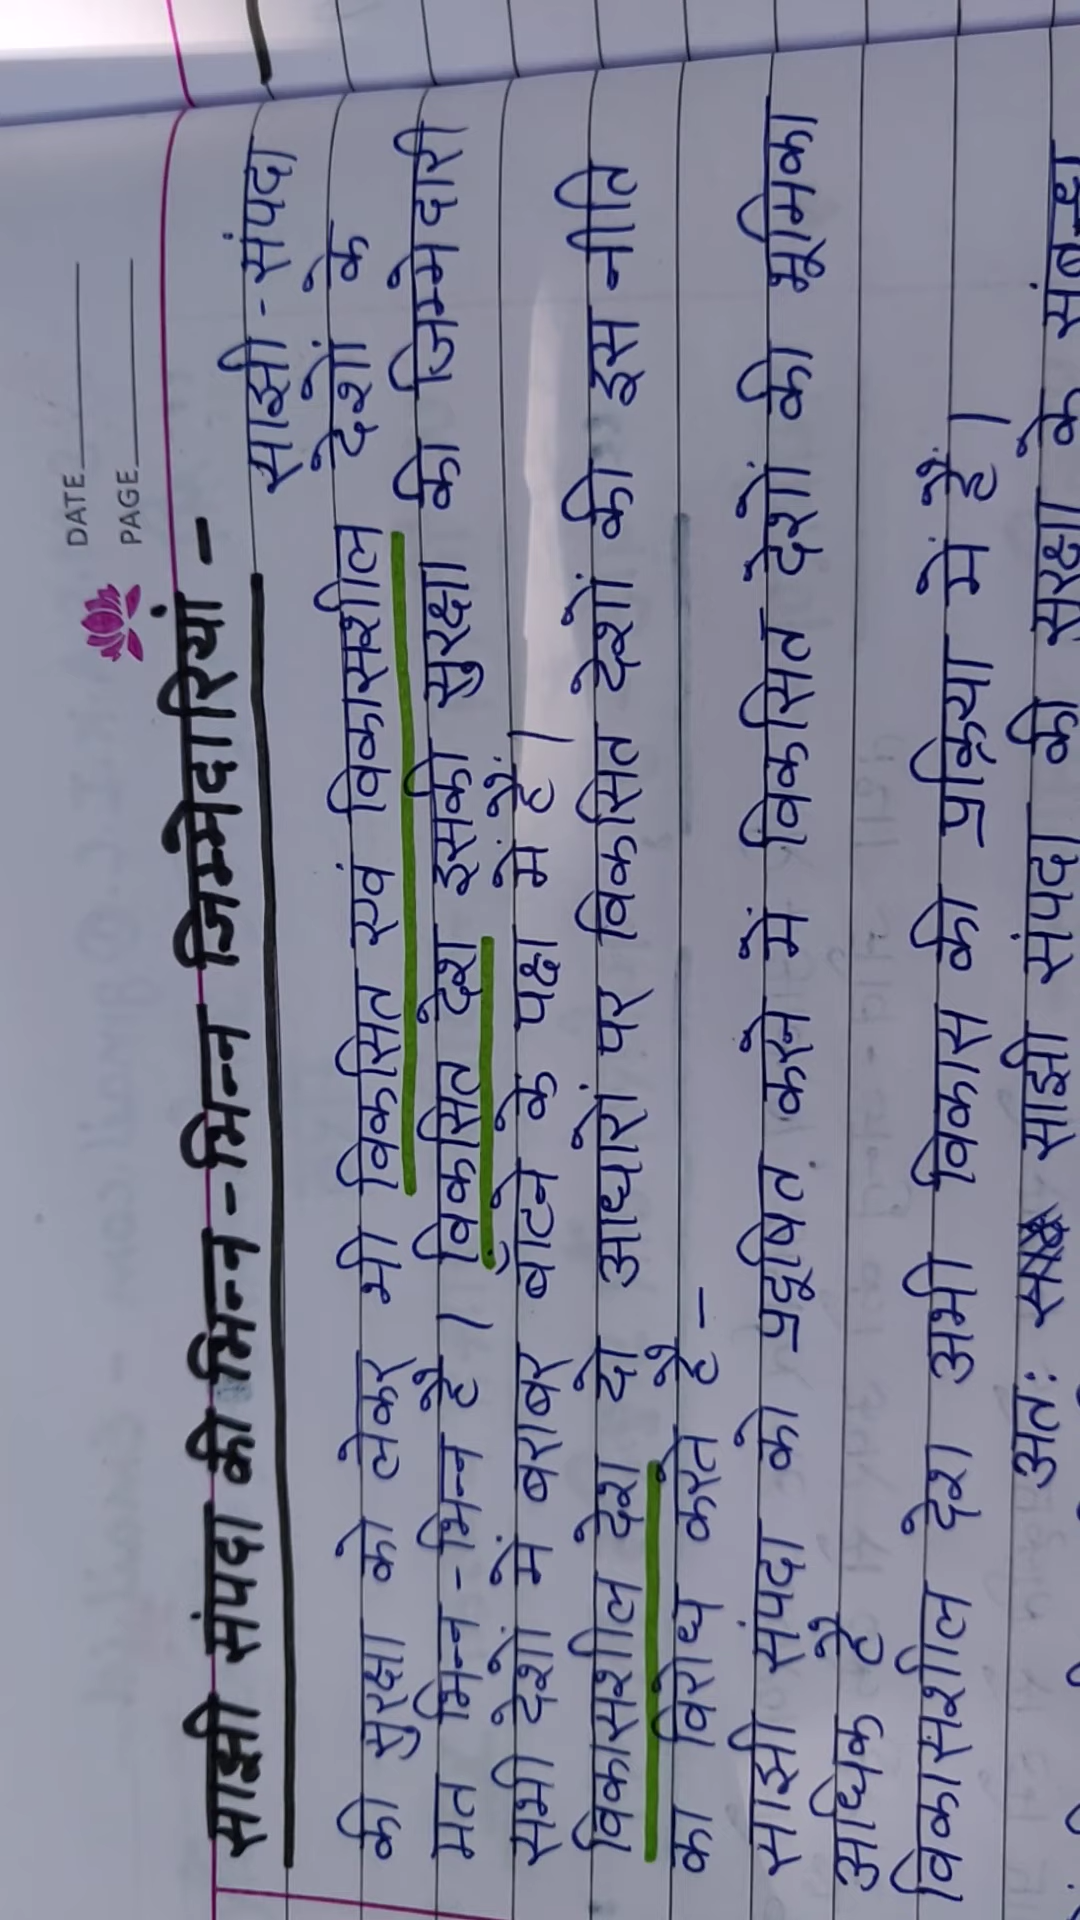 DATE
PAGE
साझी संपदा की भिन्न-भिन्न जिम्मेदारियां -
साझी-संपदा
की सुरक्षा को लेकर भी विकसित एवं विकासशील देशों के
मत भिन्न-भिन्न है। विकसित देश इसकी सुरक्षा की जिम्मेदारी
सभी देशों में बराबर बांटने के पक्ष में हैं।
विकासशील देश दो आधारों पर विकसित देशों की इस नीति
का विरोध करते है -
साझी संपदा को प्रदूषित करने में विकसित देशों की भूमिका
अधिक है
विकासशील देश अभी विकास की प्रक्रिया में हैं।
अतः साझी संपदा की सुरक्षा के संबन्ध